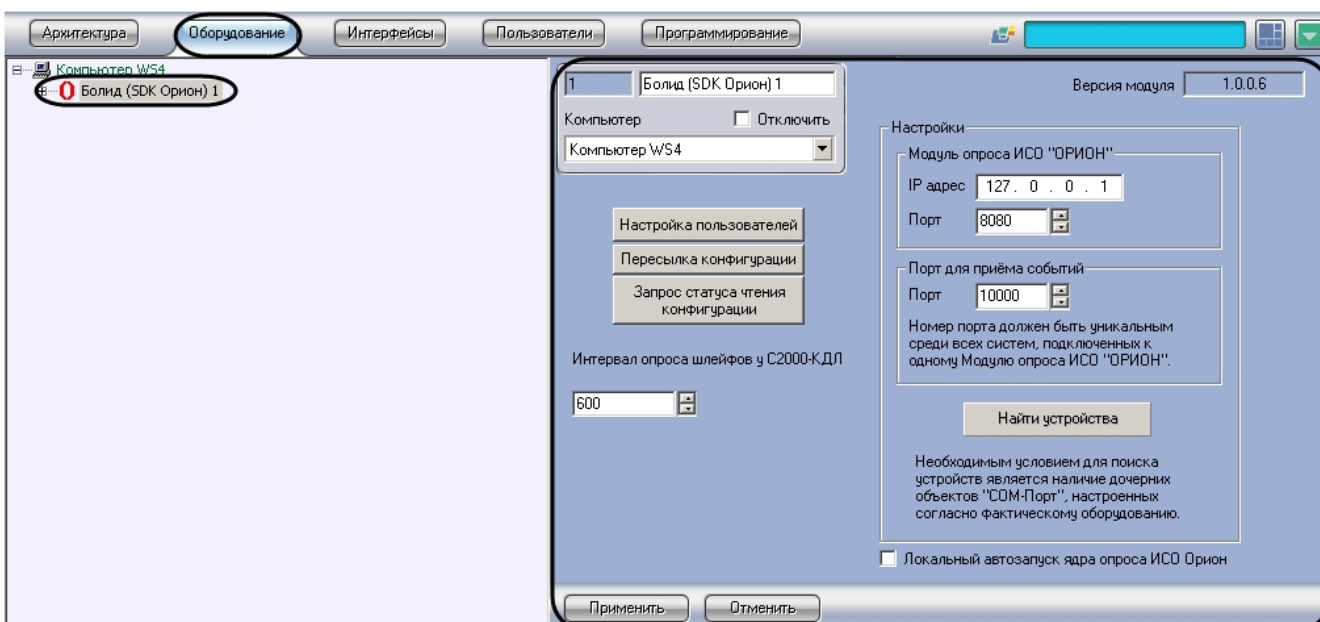 Архитектура Оборудование Интерфейсы Пользователи Программирование
Компьютер WS4
Болид (SDK Орион) 1
1 Болид (SDK Орион) 1
Компьютер Отключить
Компьютер WS4
Настройка пользователей
Пересылка конфигурации
Запрос статуса чтения
конфигурации
Интервал опроса шлейфов у С2000-КДЛ
600
Версия модуля 1.0.0.6
Настройки
Модуль опроса ИСО "ОРИОН"
IP адрес 127. 0 . 0 . 1
Порт 8080
Порт для приёма событий
Порт 10000
Номер порта должен быть уникальным
среди всех систем, подключенных к
одному Модулю опроса ИСО "ОРИОН".
Найти устройства
Необходимым условием для поиска
устройств является наличие дочерних
объектов "COM-Порт", настроенных
согласно фактическому оборудованию.
Локальный автозапуск ядра опроса ИСО Орион
Применить Отменить